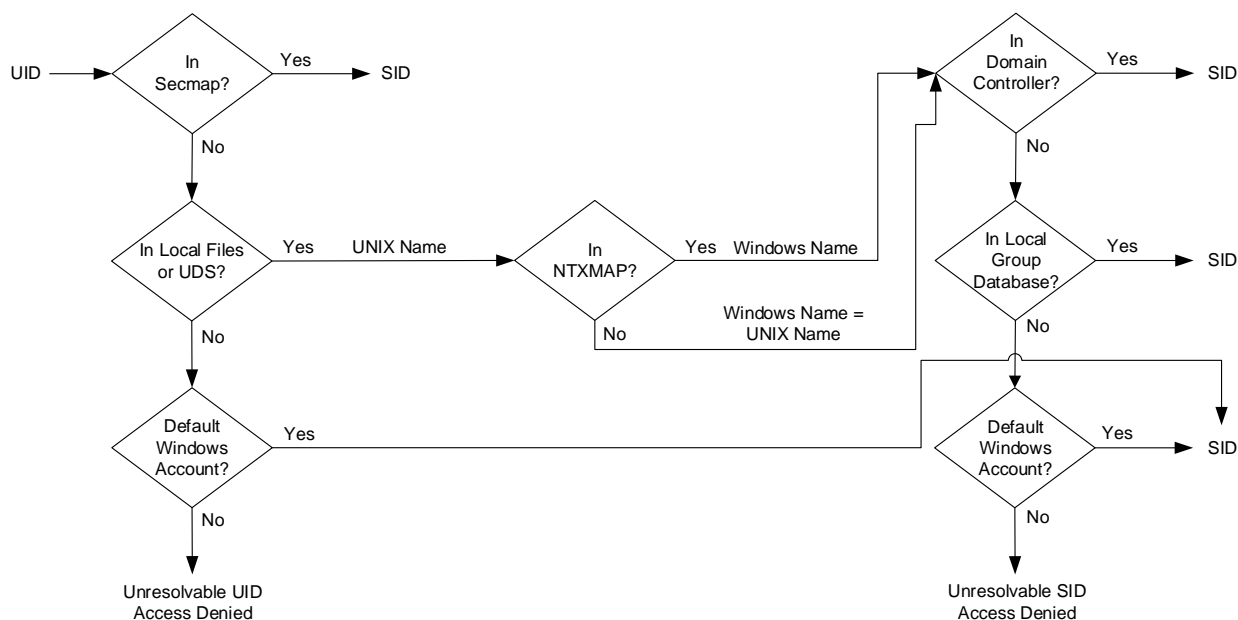 UID
In
Secmap?
Yes
SID
No
In Local Files
or UDS?
Yes
UNIX Name
No
Default
Windows
Account?
Yes
No
Unresolvable UID
Access Denied
In
NTXMAP?
Yes
Windows Name
No
Windows Name =
UNIX Name
In
Domain
Controller?
Yes
SID
No
In Local
Group
Database?
Yes
SID
No
Default
Windows
Account?
Yes
SID
No
Unresolvable SID
Access Denied